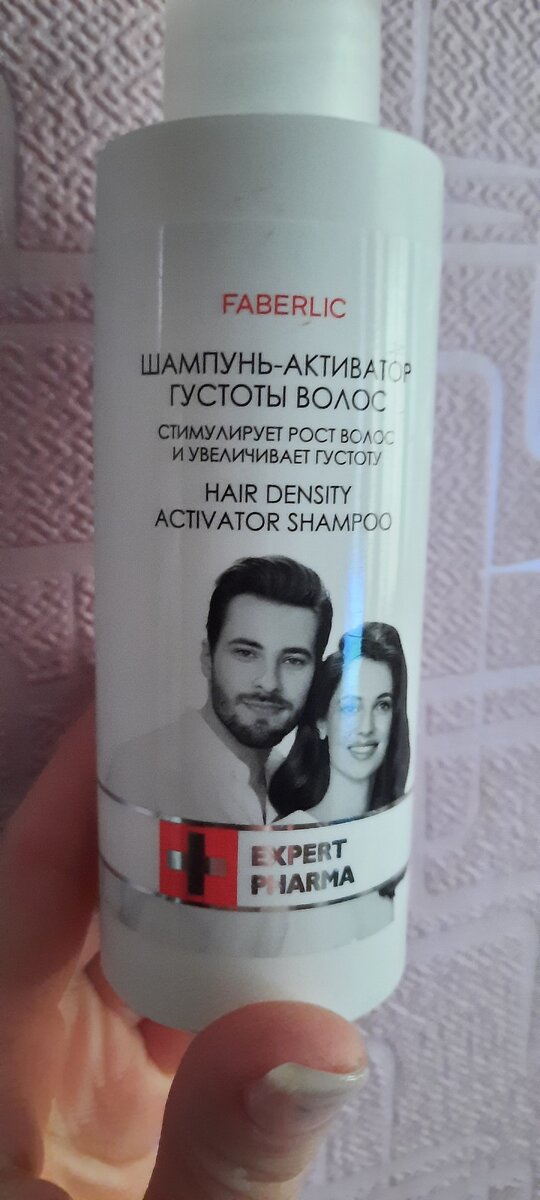 FABERLIC
ШАМПУНЬ-АКТИВАТОР
ГУСТОТЫ ВОЛОС
СТИМУЛИРУЕТ РОСТ ВОЛОС
И УВЕЛИЧИВАЕТ ГУСТОТУ
HAIR DENSITY
ACTIVATOR SHAMPOO
EXPERT
PHARMA